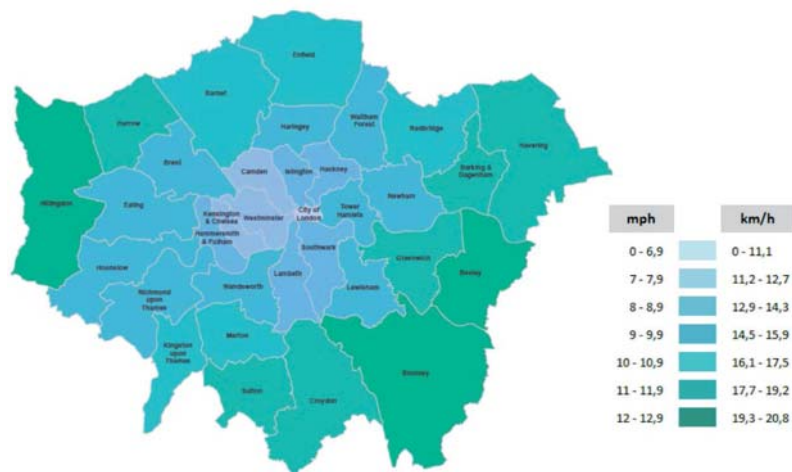 Enfield
Barnet
Harrow
Haringey
Waltham
Forest
Redbridge
Havering
Brent
Camden
Islington
Hackney
Barking &
Dagenham
Hillingdon
Ealing
Kensington
& Chelsea
Westminster
City of
London
Tower
Hamlets
Newham
Hammersmith
& Fulham
Southwark
Greenwich
Bexley
Hounslow
Richmond
upon
Thames
Wandsworth
Lambeth
Lewisham
Merton
Kingston
upon
Thames
Sutton
Croydon
Bromley
mph km/h
0 - 6,9 0 - 11,1
7 - 7,9 11,2 - 12,7
8 - 8,9 12,9 - 14,3
9 - 9,9 14,5 - 15,9
10 - 10,9 16,1 - 17,5
11 - 11,9 17,7 - 19,2
12 - 12,9 19,3 - 20,8